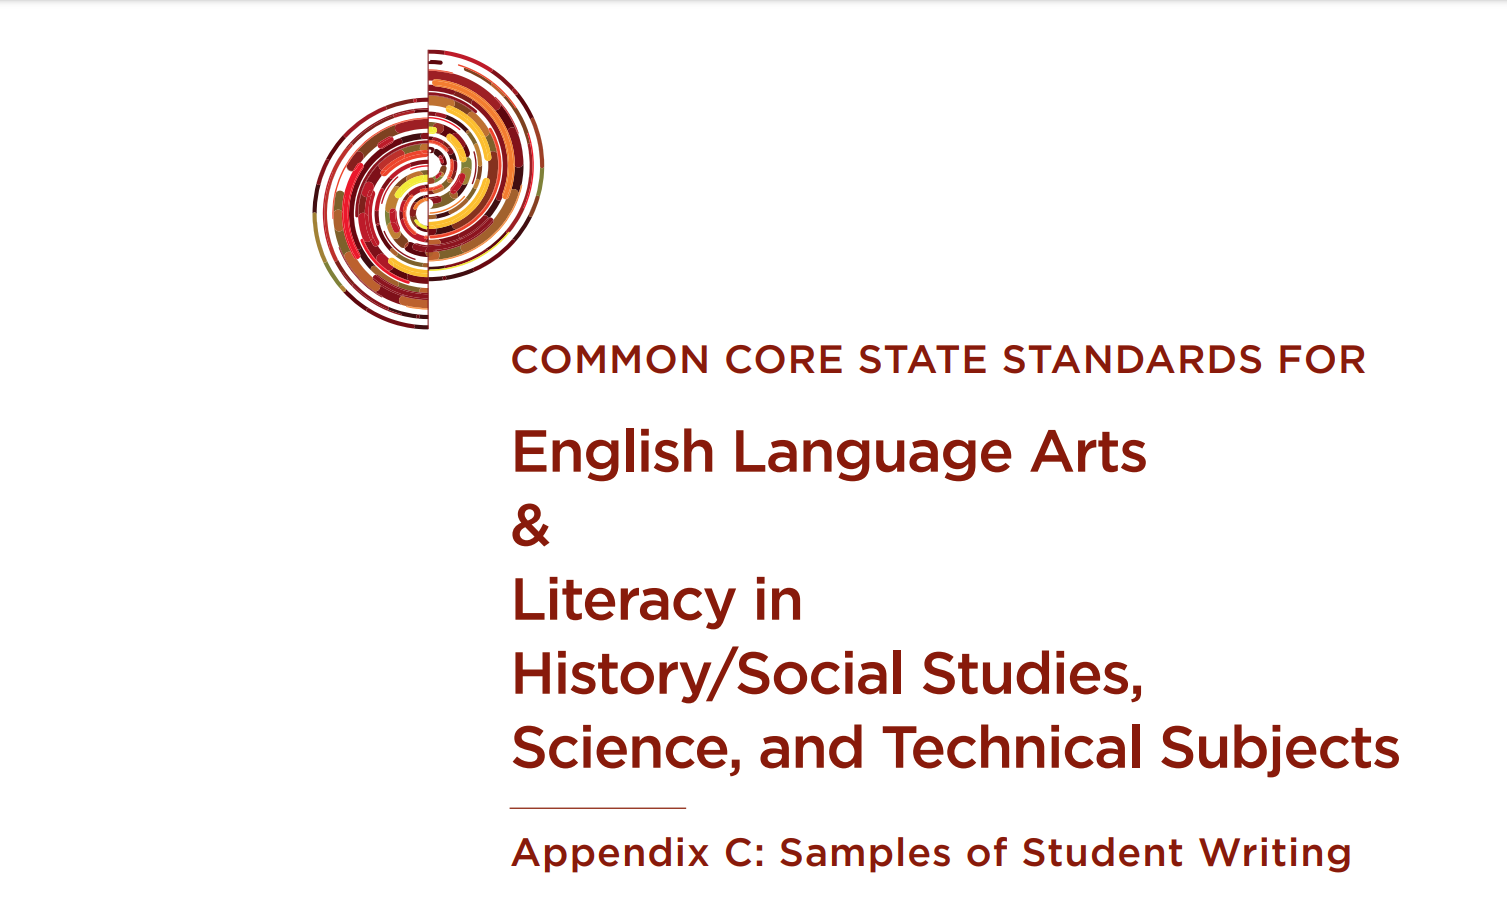 COMMON CORE STATE STANDARDS FOR
English Language Arts
&
Literacy in
History/Social Studies,
Science, and Technical Subjects
Appendix C: Samples of Student Writing